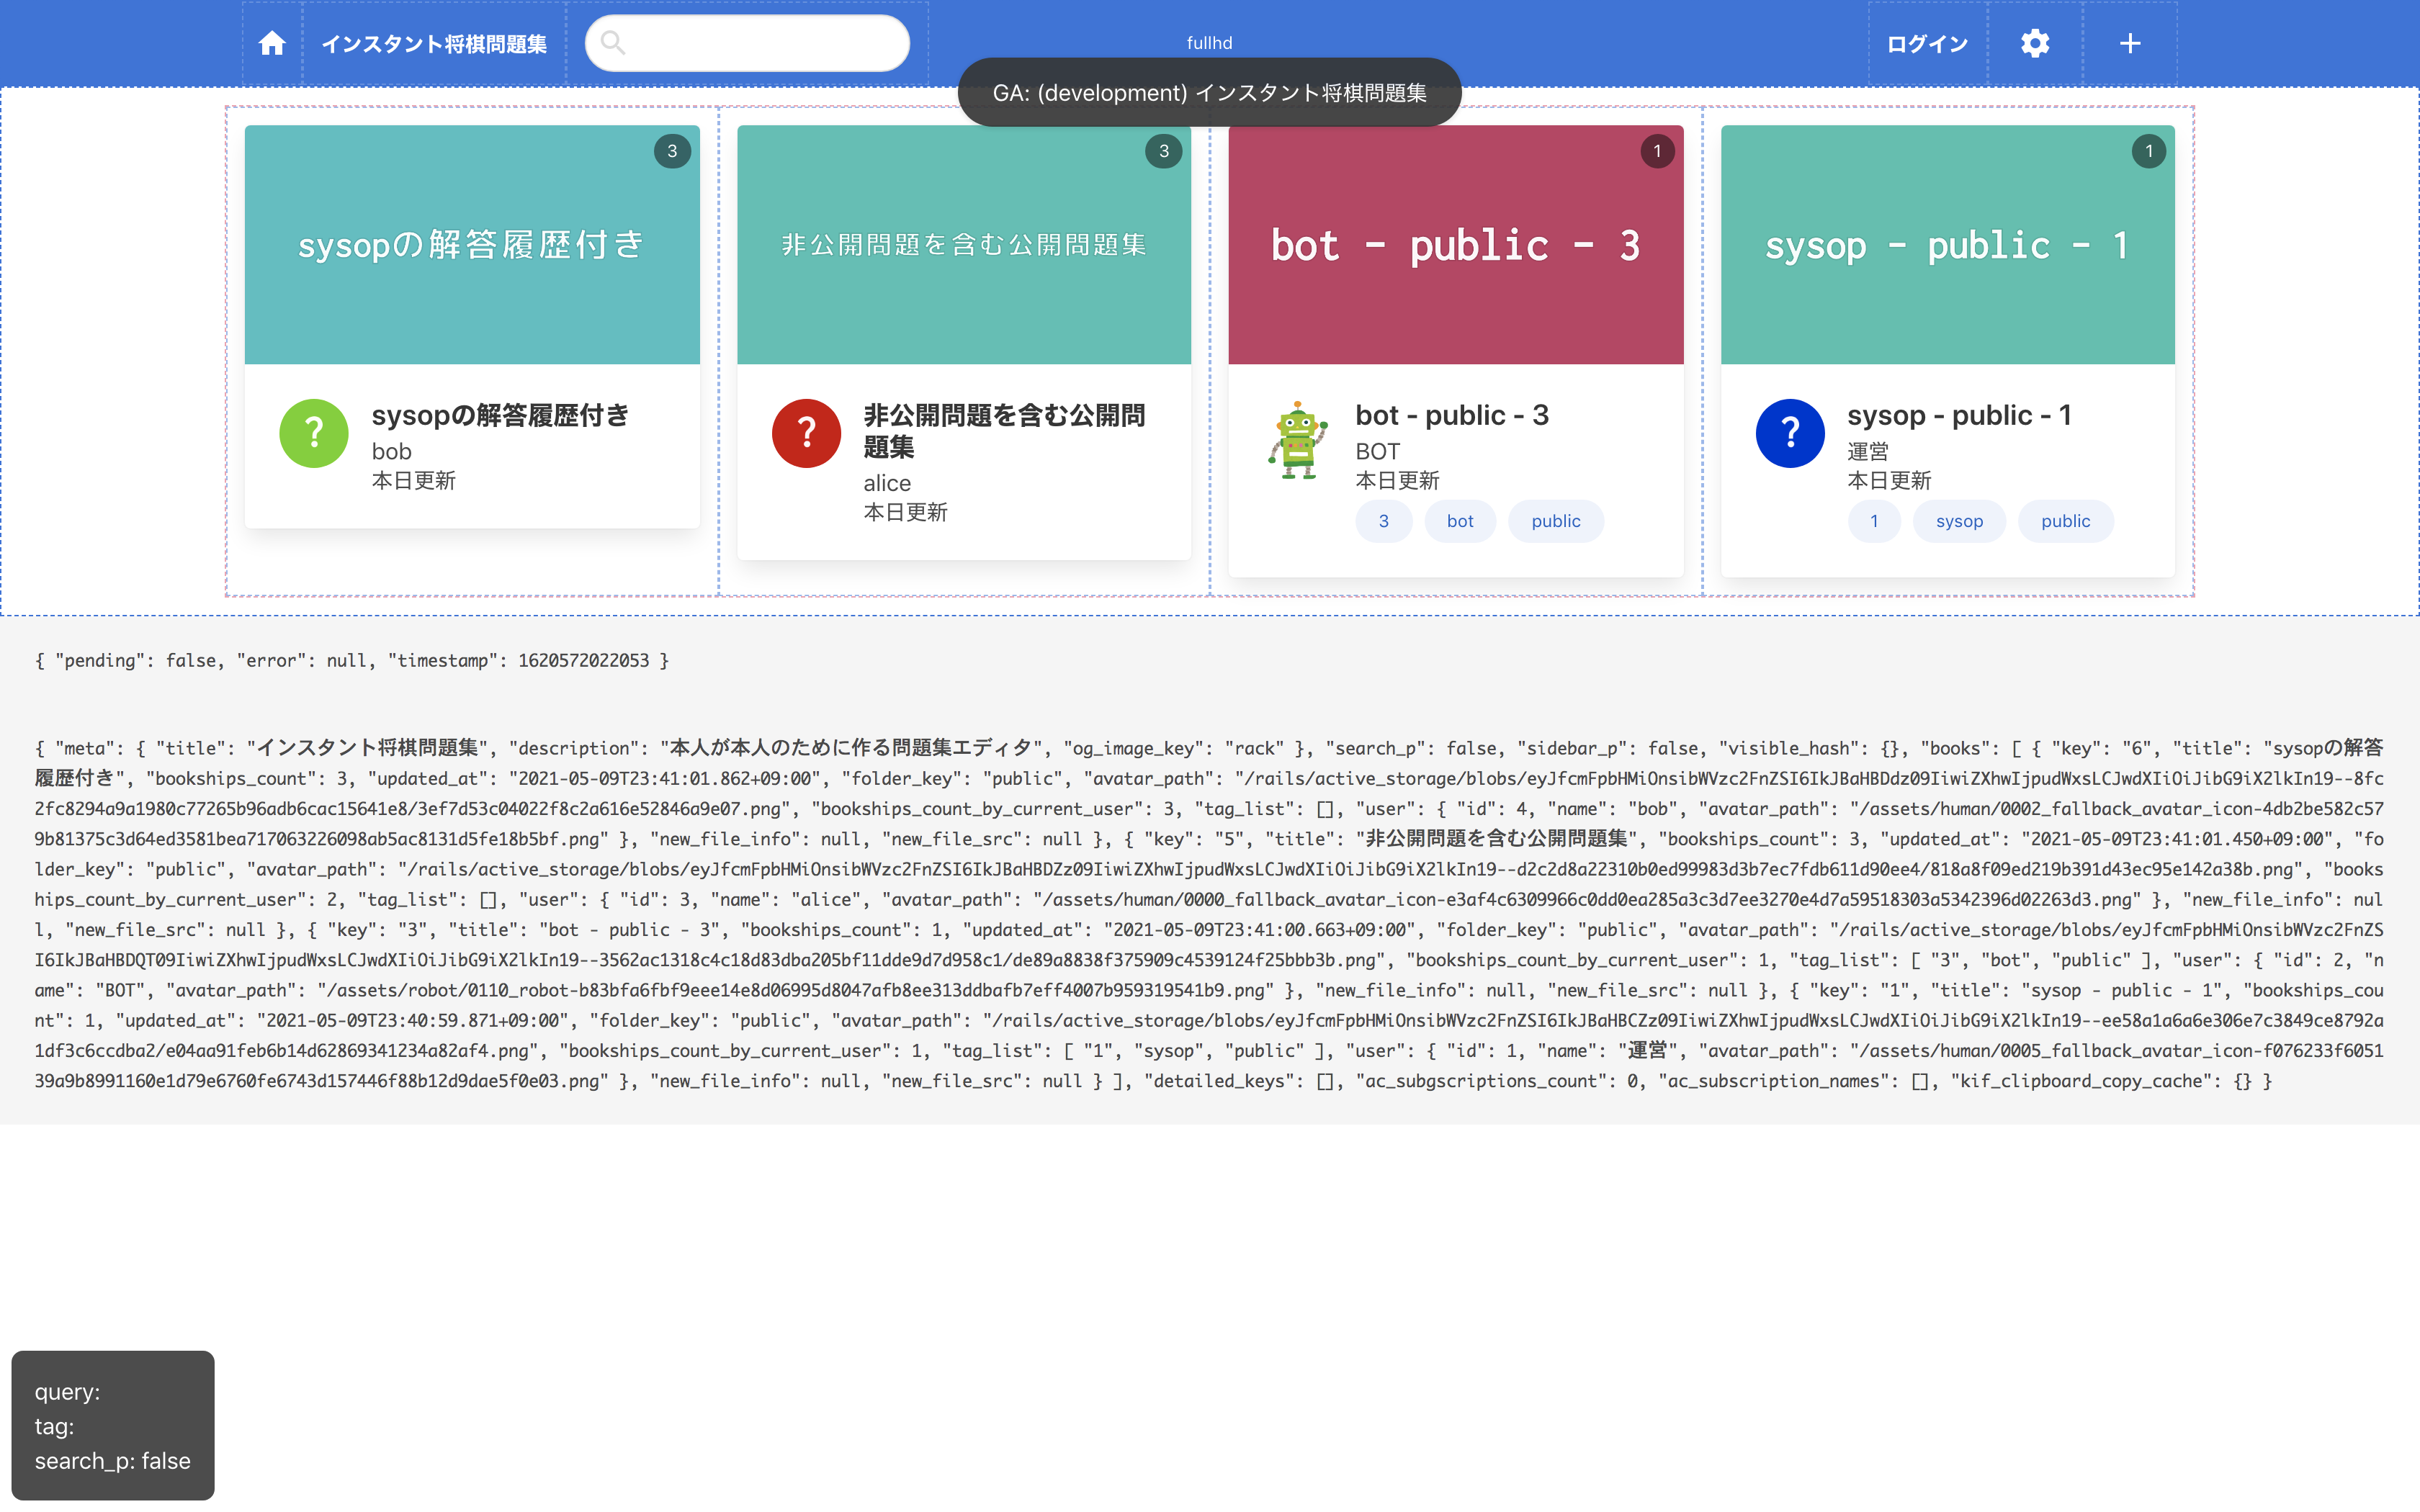 インスタント将棋問題集
fullhd
ログイン
GA: (development) インスタント将棋問題集
3
sysopの解答履歴付き
sysopの解答履歴付き
bob
本日更新
3
非公開問題を含む公開問題集
非公開問題を含む公開問
題集
alice
本日更新
1
bot - public - 3
bot - public - 3
BOT
本日更新
3 bot public
1
sysop - public - 1
sysop - public - 1
運営
本日更新
1 sysop public
{ "pending": false, "error": null, "timestamp": 1620572022053 }
{ "meta": { "title": "インスタント将棋問題集", "description": "本人が本人のために作る問題集エディタ", "og_image_key": "rack" }, "search_p": false, "sidebar_p": false, "visible_hash": {}, "books": [ { "key": "6", "title": "sysopの解答
履歴付き", "bookships_count": 3, "updated_at": "2021-05-09T23:41:01.862+09:00", "folder_key": "public", "avatar_path": "/rails/active_storage/blobs/eyJfcmFpbHMiOnsibWVzc2FnZSI6IkJBaHBDdz09IiwiZXhwIjpudWxsLCJwdXIiOiJibG9iX2lkIn19--8fc
2fc8294a9a1980c77265b96adb6cac15641e8/3ef7d53c04022f8c2a616e52846a9e07.png", "bookships_count_by_current_user": 3, "tag_list": [], "user": { "id": 4, "name": "bob", "avatar_path": "/assets/human/0002_fallback_avatar_icon-4db2be582c57
9b81375c3d64ed3581bea717063226098ab5ac8131d5fe18b5bf.png" }, "new_file_info": null, "new_file_src": null }, { "key": "5", "title": "非公開問題を含む公開問題集", "bookships_count": 3, "updated_at": "2021-05-09T23:41:01.450+09:00", "fo
lder_key": "public", "avatar_path": "/rails/active_storage/blobs/eyJfcmFpbHMiOnsibWVzc2FnZSI6IkJBaHBDZz09IiwiZXhwIjpudWxsLCJwdXIiOiJibG9iX2lkIn19--d2c2d8a22310b0ed99983d3b7ec7fdb611d90ee4/818a8f09ed219b391d43ec95e142a38b.png", "books
hips_count_by_current_user": 2, "tag_list": [], "user": { "id": 3, "name": "alice", "avatar_path": "/assets/human/0000_fallback_avatar_icon-e3af4c6309966c0dd0ea285a3c3d7ee3270e4d7a59518303a5342396d02263d3.png" }, "new_file_info": nul
l, "new_file_src": null }, { "key": "3", "title": "bot - public - 3", "bookships_count": 1, "updated_at": "2021-05-09T23:41:00.663+09:00", "folder_key": "public", "avatar_path": "/rails/active_storage/blobs/eyJfcmFpbHMiOnsibWVzc2FnZS
I6IkJBaHBDQT09IiwiZXhwIjpudWxsLCJwdXIiOiJibG9iX2lkIn19--3562ac1318c4c18d83dba205bf11dde9d7d958c1/de89a8838f375909c4539124f25bbb3b.png", "bookships_count_by_current_user": 1, "tag_list": [ "3", "bot", "public" ], "user": { "id": 2, "n
ame": "BOT", "avatar_path": "/assets/robot/0110_robot-b83bfa6fbf9eee14e8d06995d8047afb8ee313ddbafb7eff4007b959319541b9.png" }, "new_file_info": null, "new_file_src": null }, { "key": "1", "title": "sysop - public - 1", "bookships_cou
nt": 1, "updated_at": "2021-05-09T23:40:59.871+09:00", "folder_key": "public", "avatar_path": "/rails/active_storage/blobs/eyJfcmFpbHMiOnsibWVzc2FnZSI6IkJBaHBCZz09IiwiZXhwIjpudWxsLCJwdXIiOiJibG9iX2lkIn19--ee58a1a6a6e306e7c3849ce8792a
1df3c6ccdba2/e04aa91feb6b14d62869341234a82af4.png", "bookships_count_by_current_user": 1, "tag_list": [ "1", "sysop", "public" ], "user": { "id": 1, "name": "運営", "avatar_path": "/assets/human/0005_fallback_avatar_icon-f076233f6051
39a9b8991160e1d79e6760fe6743d157446f88b12d9dae5f0e03.png" }, "new_file_info": null, "new_file_src": null } ], "detailed_keys": [], "ac_subgscriptions_count": 0, "ac_subscription_names": [], "kif_clipboard_copy_cache": {} }
query:
tag:
search_p: false